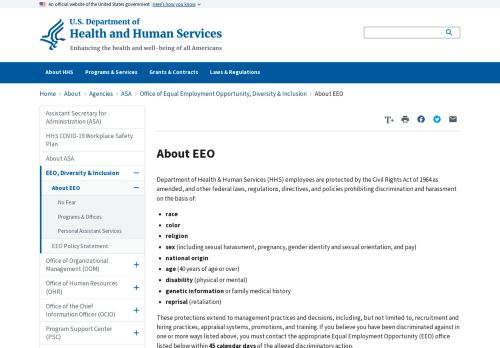 An official website of the United States government Here's how you know
U.S. Department of
Health and Human Services
Enhancing the health and well-being of all Americans
About HHS Programs & Services Grants & Contracts Laws & Regulations
Home › About › Agencies › ASA › Office of Equal Employment Opportunity, Diversity & Inclusion › About EEO
Assistant Secretary for
Administration (ASA)
HHS COVID-19 Workplace Safety
Plan
About ASA
EEO, Diversity & Inclusion
About EEO
No Fear
Programs & Offices
Personal Assistant Services
EEO Policy Statement
Office of Organizational
Management (OOM)
Office of Human Resources
(OHR)
Office of the Chief
Information Officer (OCIO)
Program Support Center
(PSC)
T+
About EEO
Department of Health & Human Services (HHS) employees are protected by the Civil Rights Act of 1964 as
amended, and other federal laws, regulations, directives, and policies prohibiting discrimination and harassment
on the basis of:
• race
• color
• religion
• sex (including sexual harassment, pregnancy, gender identity and sexual orientation, and pay)
• national origin
• age (40 years of age or over)
• disability (physical or mental)
• genetic information or family medical history
• reprisal (retaliation)
These protections extend to management practices and decisions, including, but not limited to, recruitment and
hiring practices, appraisal systems, promotions, and training. If you believe you have been discriminated against
in one or more ways listed above, you must contact the appropriate Equal Employment Opportunity (EEO) office
listed below within 45 calendar days of the alleged discriminatory action.